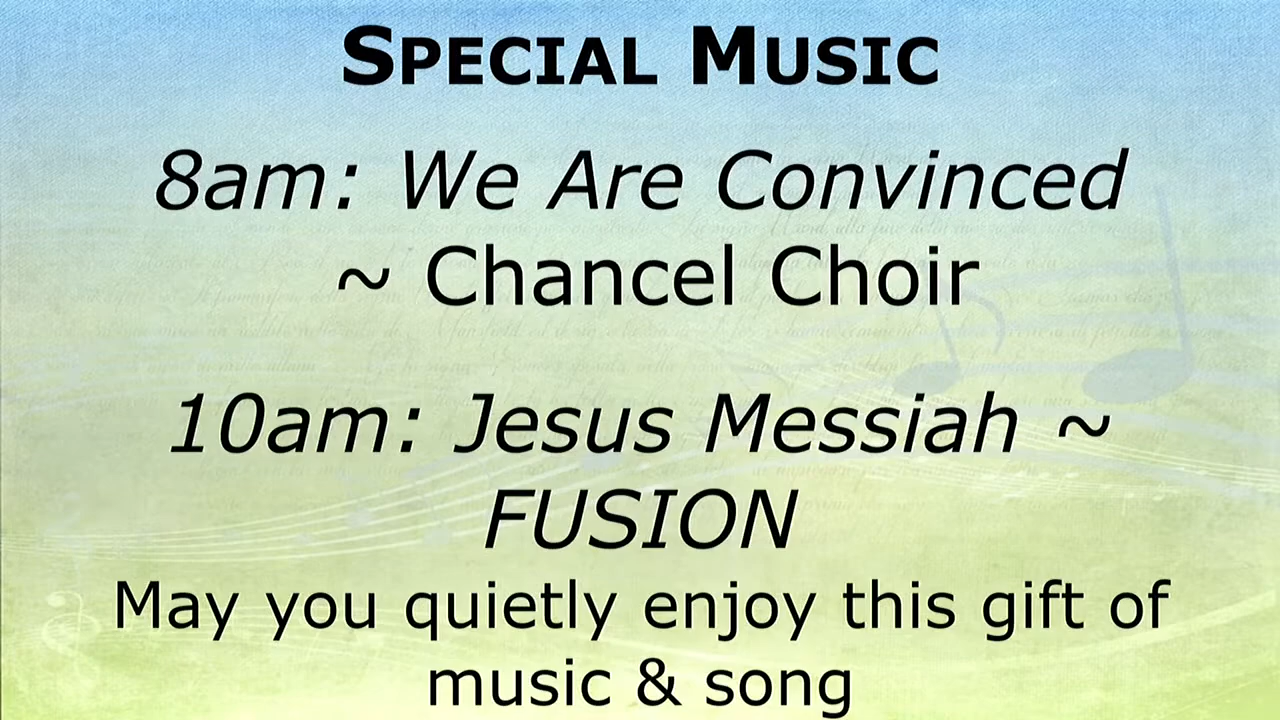 SPECIAL MUSIC
8am: We Are Convinced
~ Chancel Choir
10am: Jesus Messiah ~
FUSION
May you quietly enjoy this gift of
music & song